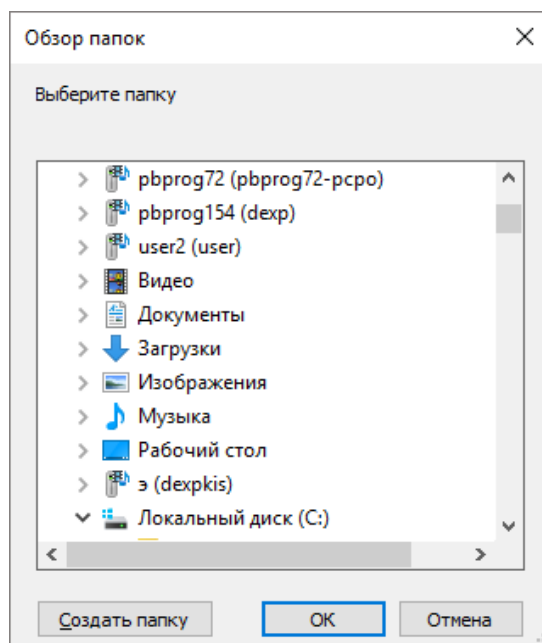 Обзор папок
Выберите папку
pbprog72 (pbprog72-pcpo)
pbprog154 (dexp)
user2 (user)
Видео
Документы
Загрузки
Изображения
Музыка
Рабочий стол
э (dexpkis)
Локальный диск (C:)
Создать папку
ОК
Отмена